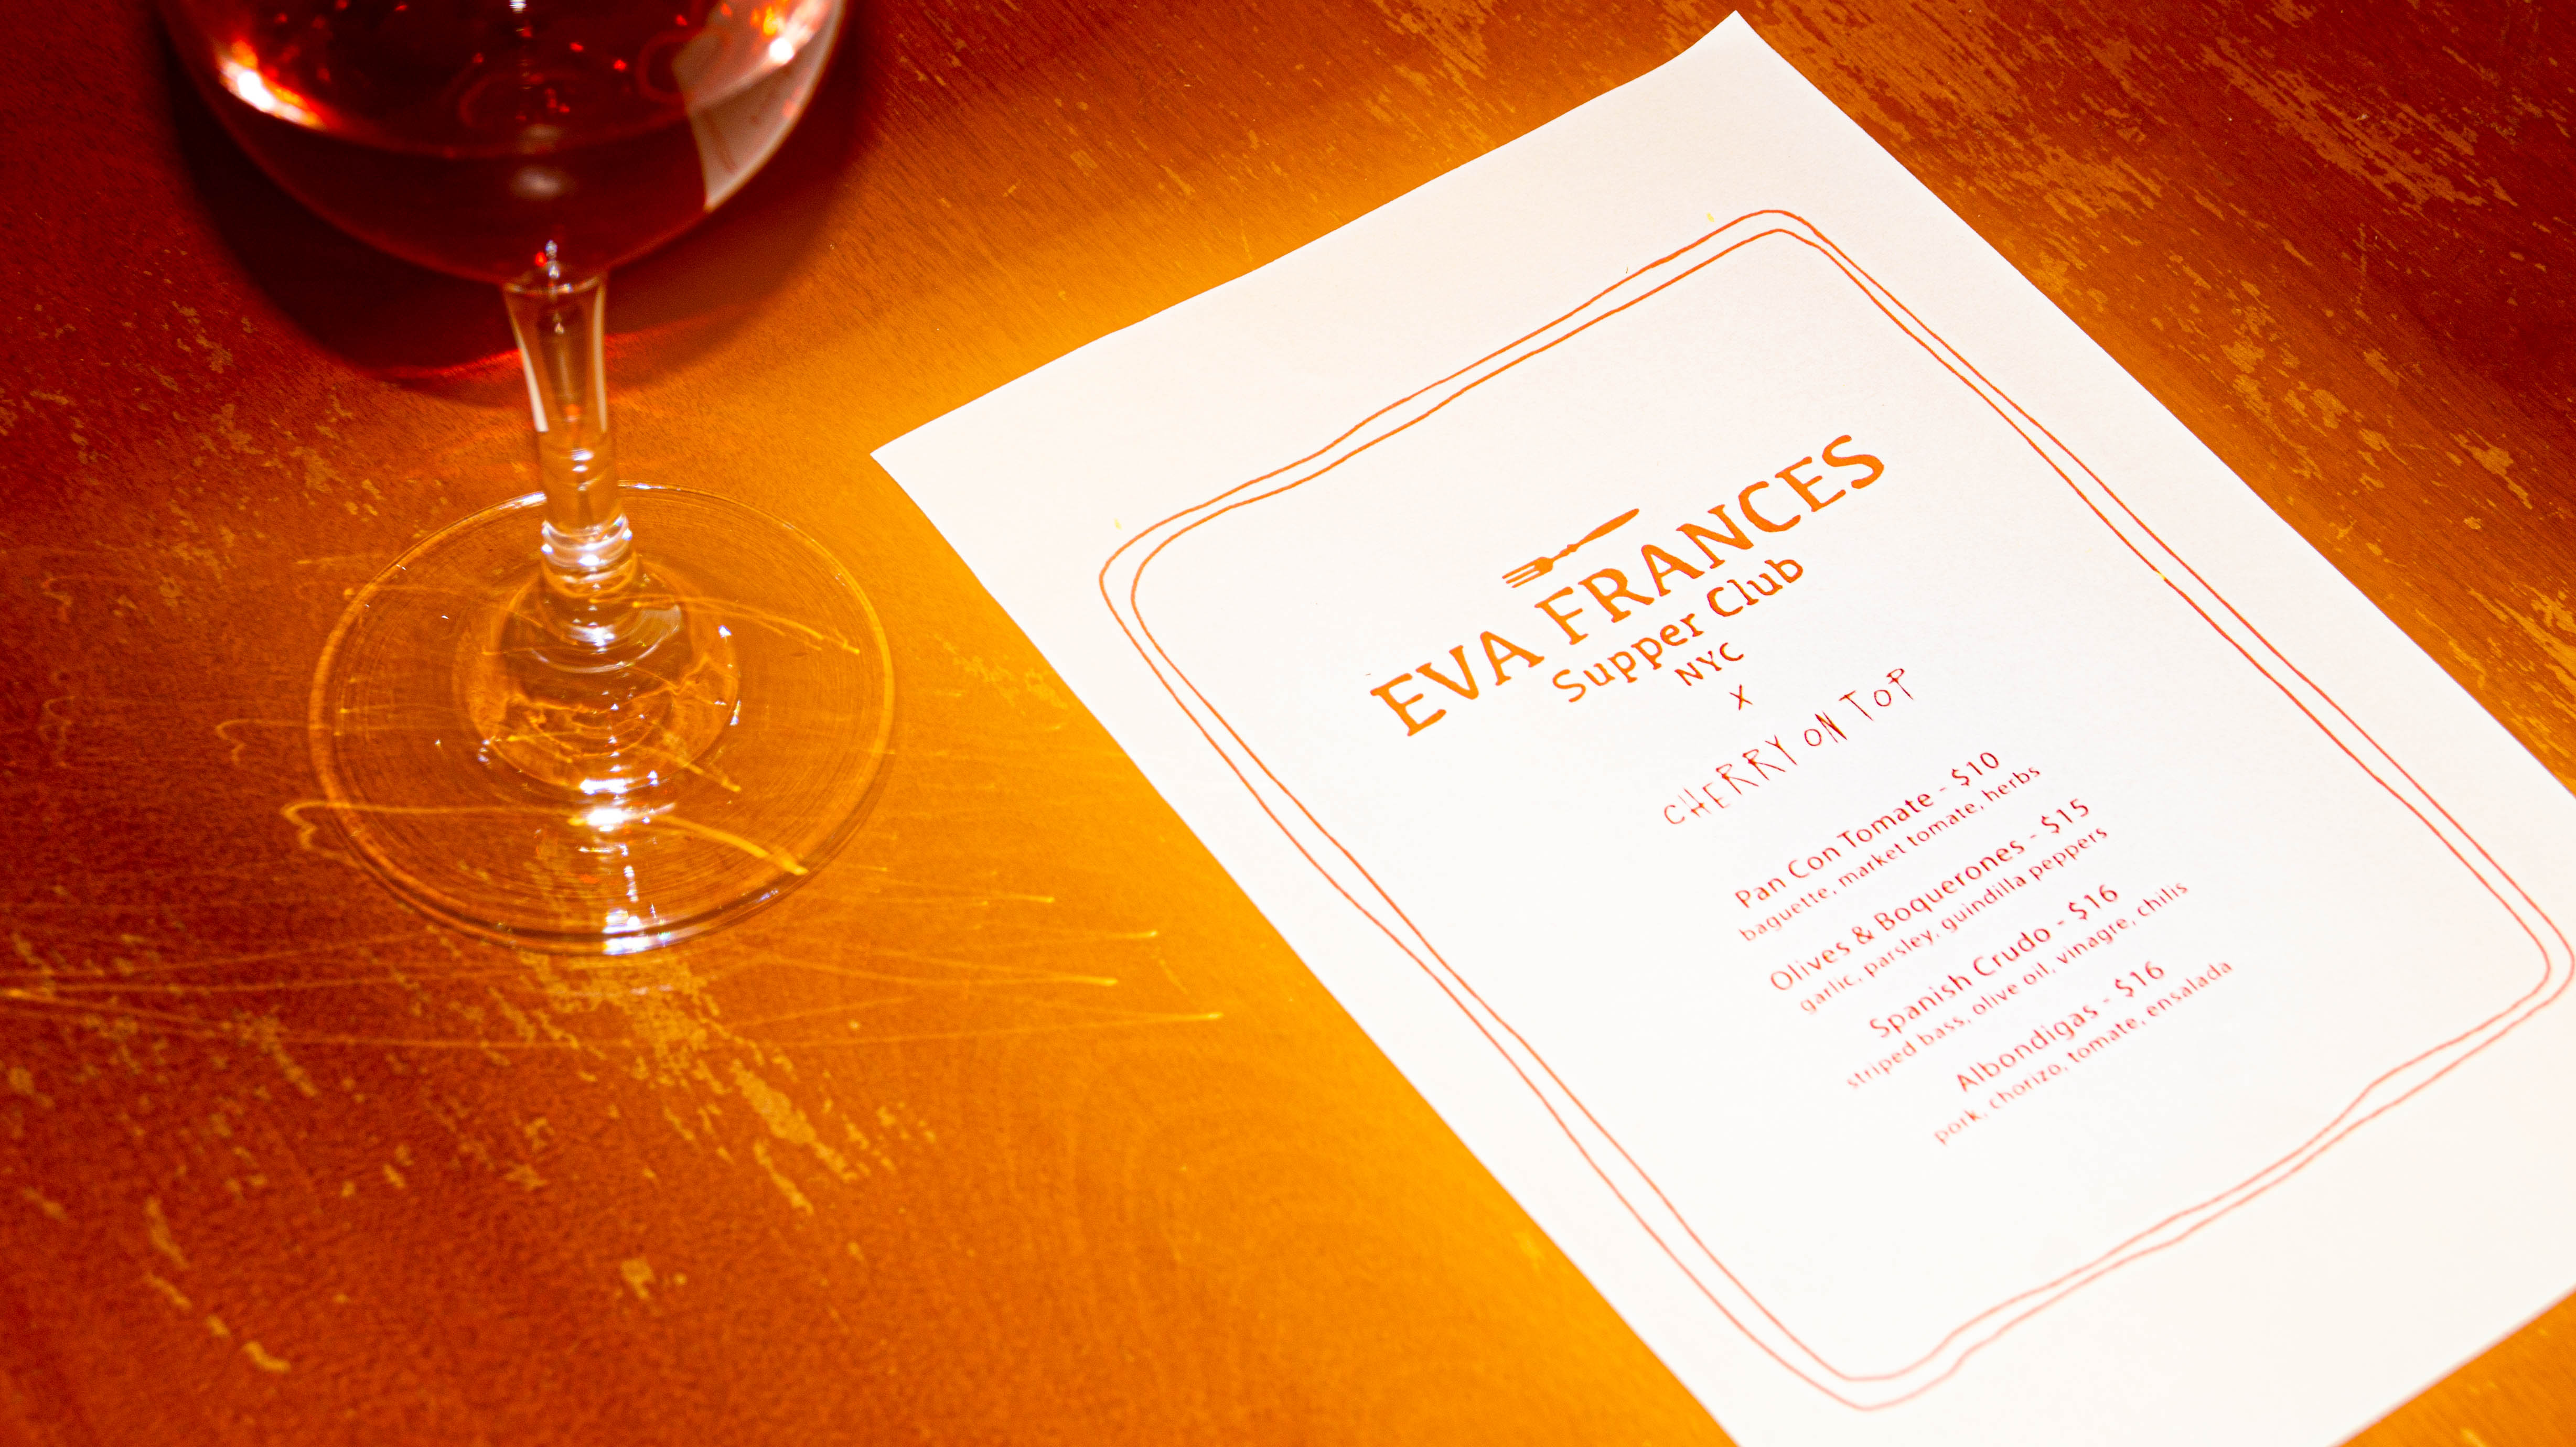 EVA FRANCES
Supper Club
NYC
X
CHERRY ON TOP
Pan Con Tomate - $10
baguette, market tomate, herbs
Olives & Boquerones - $15
garlic, parsley, guindilla peppers
Spanish Crudo - $16
striped bass, olive oil, vinagre, chilis
Albondigas - $16
pork, chorizo, tomate, ensalada